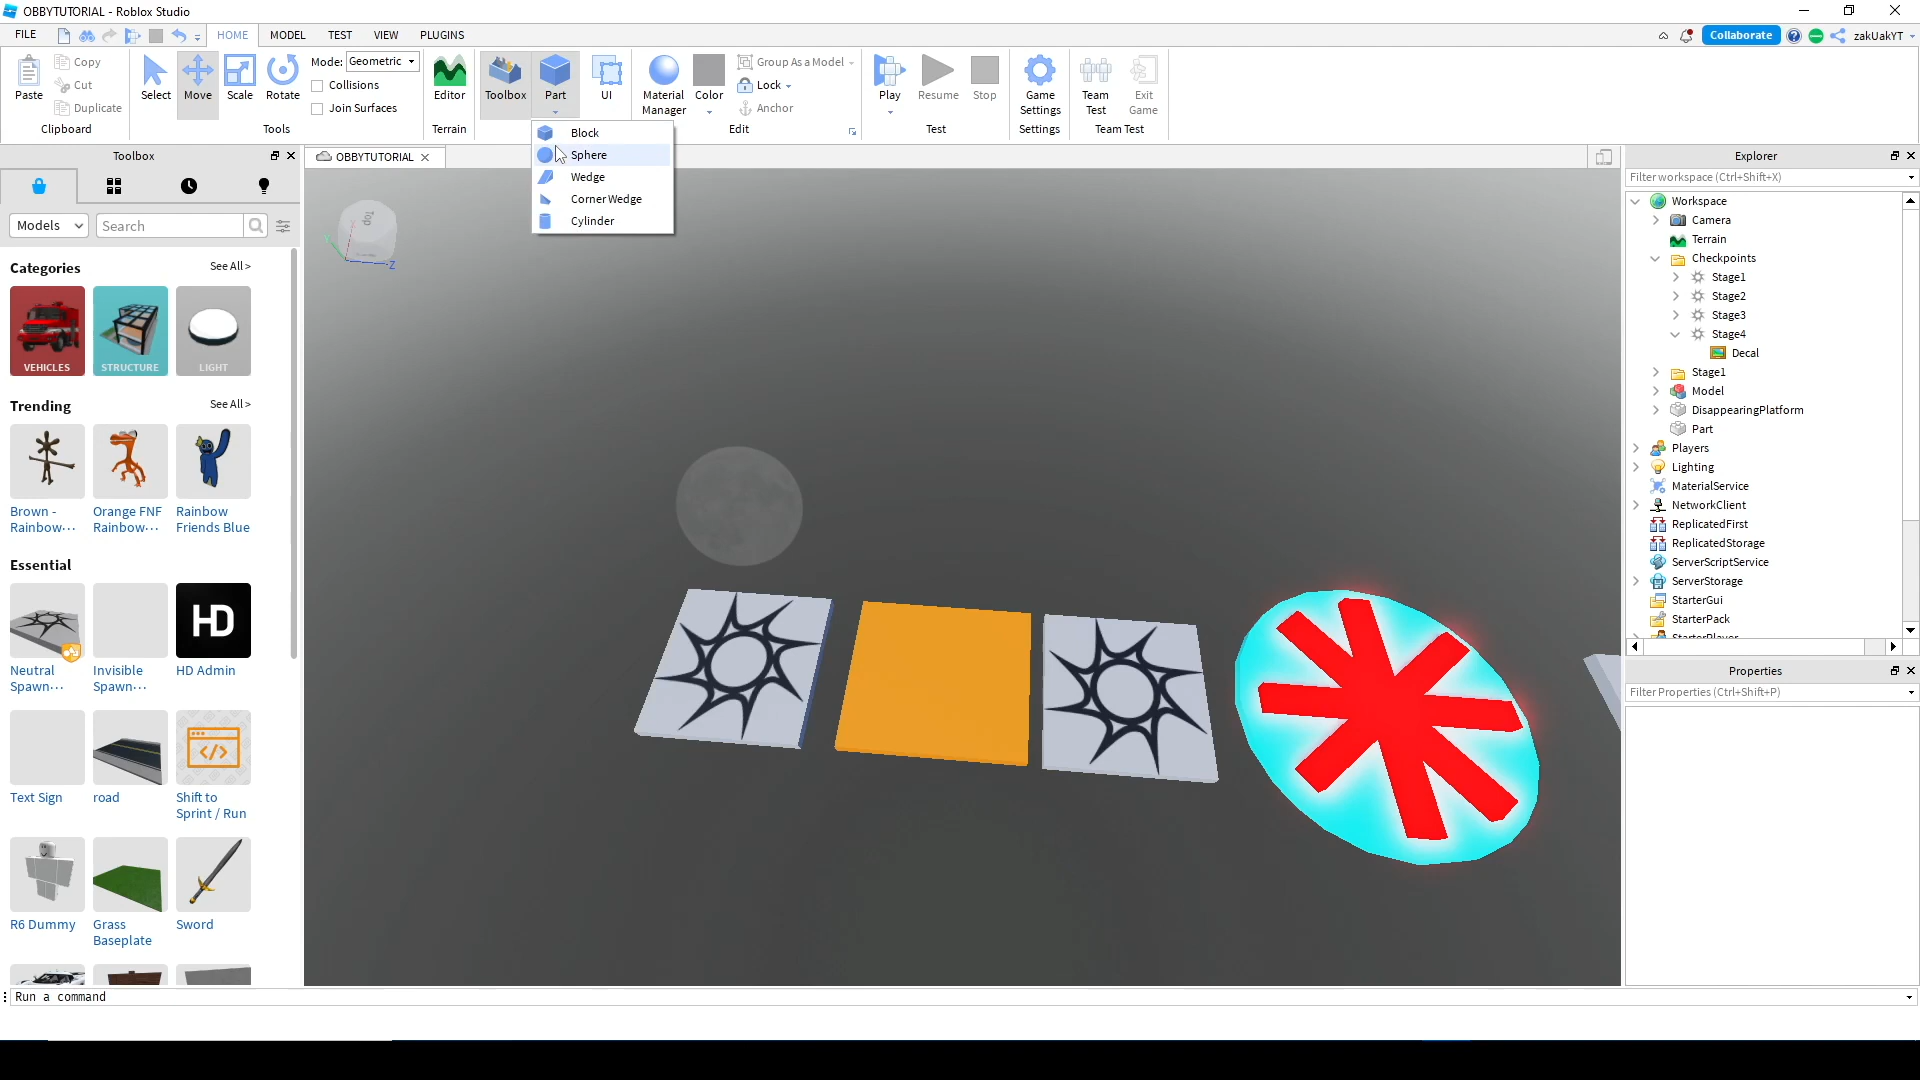 OBBYTUTORIAL - Roblox Studio
FILE
HOME
MODEL
TEST
VIEW
PLUGINS
Collaborate
zakUakYT
Paste
Copy
Cut
Duplicate
Clipboard
Select
Move
Scale
Rotate
Mode:
Geometric
Collisions
Join Surfaces
Tools
Editor
Terrain
Toolbox
Part
UI
Material
Manager
Color
Group As a Model
Lock
Anchor
Edit
Play
Resume
Stop
Test
Game
Settings
Settings
Team
Test
Exit
Game
Team Test
Block
Sphere
Wedge
Corner Wedge
Cylinder
Toolbox
OBBYTUTORIAL
Models
Search
Categories
See All >
VEHICLES
STRUCTURE
LIGHT
Trending
See All >
Brown -
Rainbow···
Orange FNF
Rainbow···
Rainbow
Friends Blue
Essential
Neutral
Spawn···
Invisible
Spawn···
HD
HD Admin
Text Sign
road
Shift to
Sprint / Run
R6 Dummy
Grass
Baseplate
Sword
Top
Y
Z
Explorer
Filter workspace (Ctrl+Shift+X)
Workspace
Camera
Terrain
Checkpoints
Stage1
Stage2
Stage3
Stage4
Decal
Stage1
Model
DisappearingPlatform
Part
Players
Lighting
MaterialService
NetworkClient
ReplicatedFirst
ReplicatedStorage
ServerScriptService
ServerStorage
StarterGui
StarterPack
StarterPlayer
Properties
Filter Properties (Ctrl+Shift+P)
Run a command